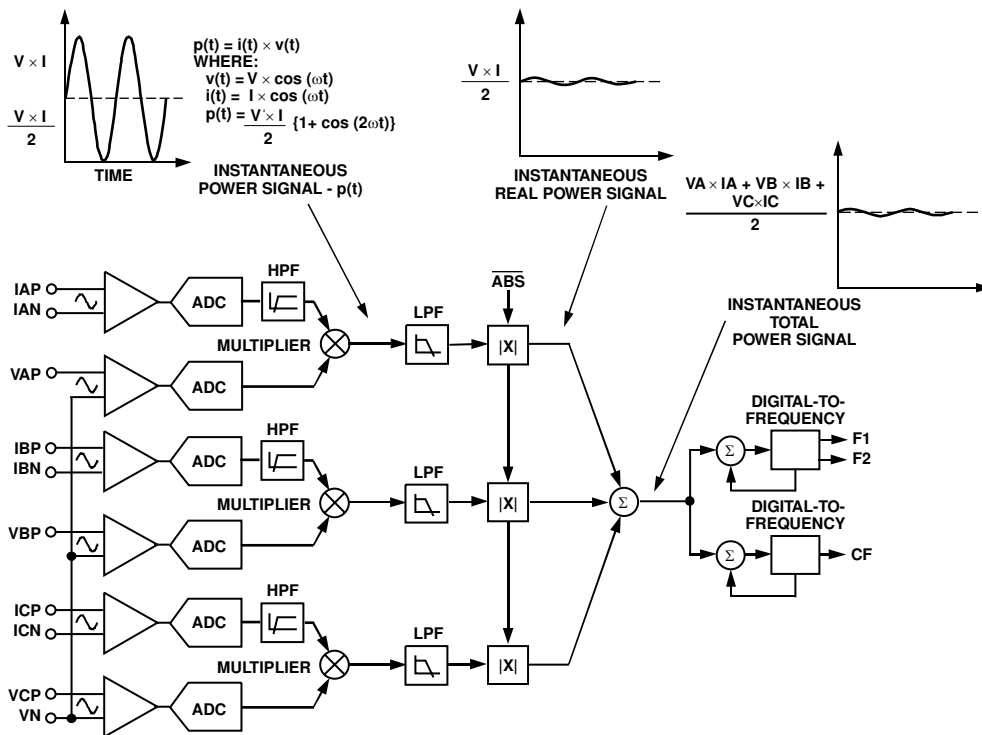 V × I
V × I
2
TIME
p(t) = i(t) × v(t)
WHERE:
v(t) = V × cos (ωt)
i(t) = I × cos (ωt)
p(t) = V × I
2
{1+ cos (2ωt)}
INSTANTANEOUS
POWER SIGNAL - p(t)
V × I
2
INSTANTANEOUS
REAL POWER SIGNAL
VA × IA + VB × IB +
VC×IC
2
INSTANTANEOUS
TOTAL
POWER SIGNAL
IAP
IAN
ADC
HPF
MULTIPLIER
LPF
ABS
|X|
VAP
ADC
IBP
IBN
ADC
HPF
MULTIPLIER
LPF
|X|
Σ
VBP
ADC
ICP
ICN
ADC
HPF
MULTIPLIER
LPF
|X|
VCP
VN
ADC
DIGITAL-TO-
FREQUENCY
Σ
F1
F2
DIGITAL-TO-
FREQUENCY
Σ
CF